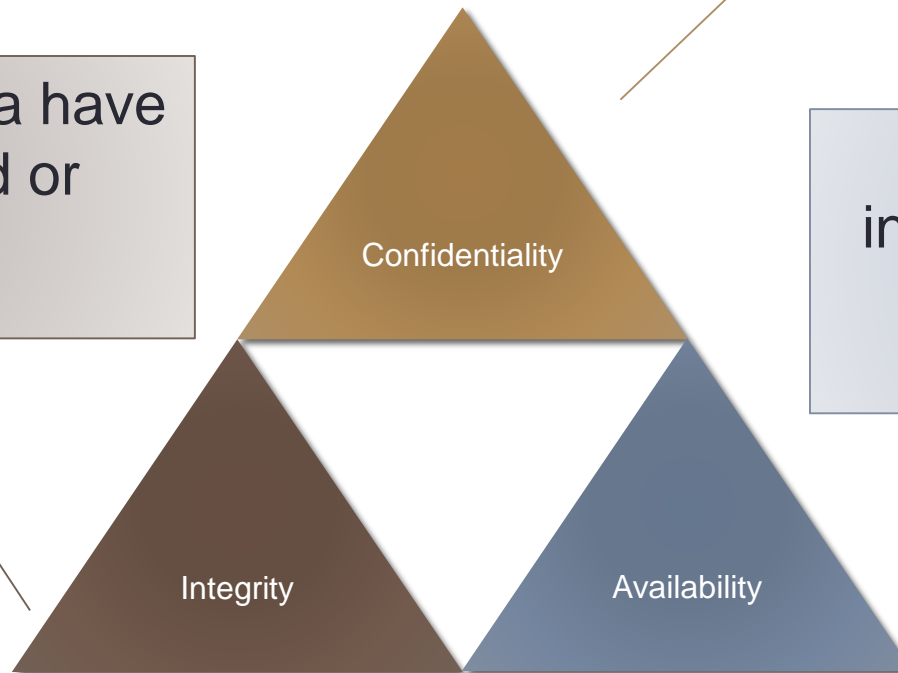 a have
d or
in
Confidentiality
Integrity
Availability